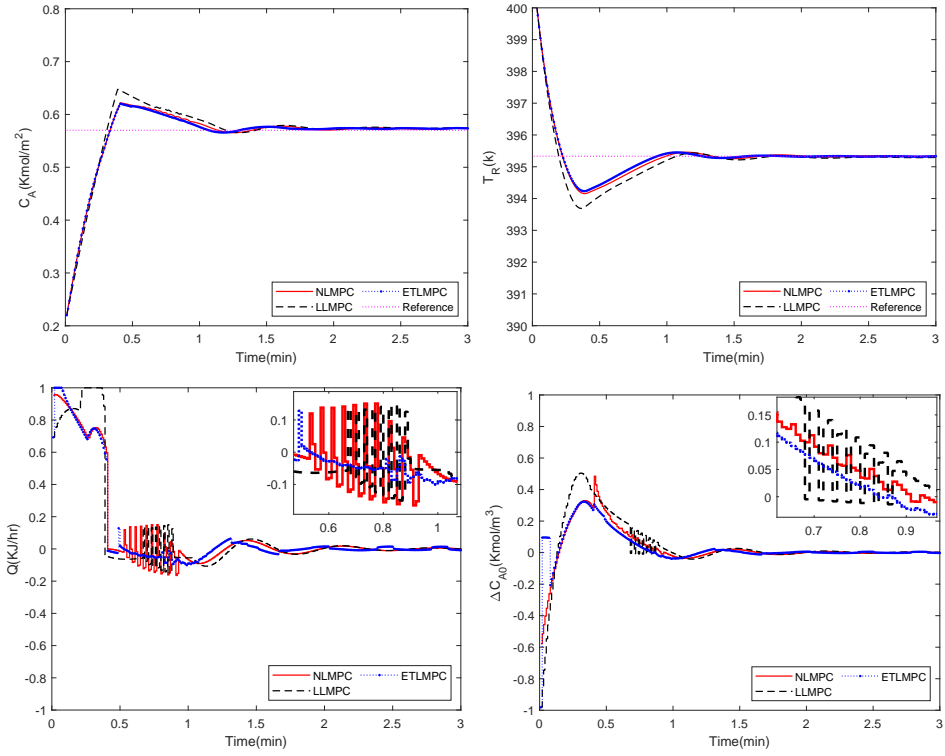 0.8
0.7
0.6
0.5
0.4
0.3
0.2
C_A(Kmol/m^2)
0 0.5 1 1.5 2 2.5 3
Time(min)
NLMPC ETLMPC
LLMPC Reference
400
399
398
397
396
395
394
393
392
391
390
T_R(k)
0 0.5 1 1.5 2 2.5 3
Time(min)
NLMPC ETLMPC
LLMPC Reference
1
0.8
0.6
0.4
0.2
0
-0.2
-0.4
-0.6
-0.8
-1
Q(KJ/hr)
0.1
0
-0.1
0.6 0.8 1
0 0.5 1 1.5 2 2.5 3
Time(min)
NLMPC ETLMPC
LLMPC
1
0.8
0.6
0.4
0.2
0
-0.2
-0.4
-0.6
-0.8
-1
Δ C_A0(Kmol/m^3)
0.15
0.1
0.05
0
0.7 0.8 0.9
0 0.5 1 1.5 2 2.5 3
Time(min)
NLMPC ETLMPC
LLMPC